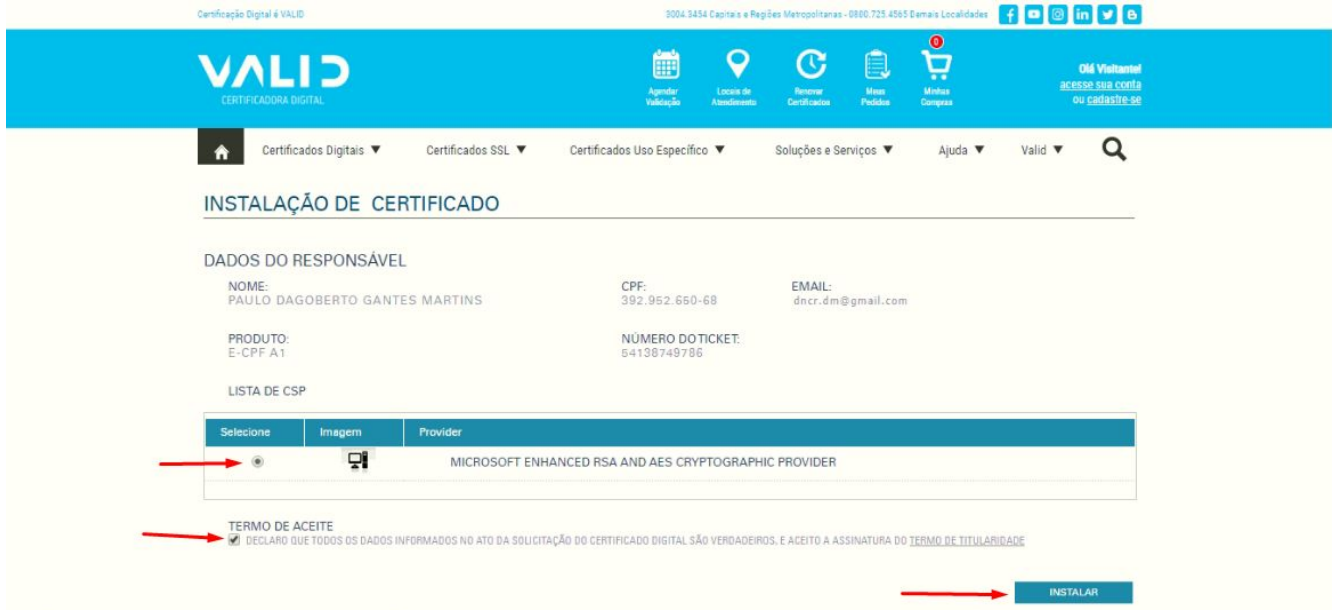 Certificação Digital é VALID
3004.3454 Capitais e Regiões Metropolitanas - 0800.725.4565 Demais Localidades
VALID
CERTIFICADORA DIGITAL
Agendar Validação
Locais de Atendimento
Renovar Certificados
Meus Pedidos
0
Minhas Compras
Olá Visitante!
acesse sua conta
ou cadastre-se
Certificados Digitais ▼ Certificados SSL ▼ Certificados Uso Específico ▼ Soluções e Serviços ▼ Ajuda ▼ Valid ▼
INSTALAÇÃO DE CERTIFICADO
DADOS DO RESPONSÁVEL
NOME: CPF: EMAIL:
PAULO DAGOBERTO GANTES MARTINS 392.952.650-68 dncr.dm@gmail.com
PRODUTO: NÚMERO DO TICKET:
E-CPF A1 54138749786
LISTA DE CSP
Selecione Imagem Provider
MICROSOFT ENHANCED RSA AND AES CRYPTOGRAPHIC PROVIDER
TERMO DE ACEITE
DECLARO QUE TODOS OS DADOS INFORMADOS NO ATO DA SOLICITAÇÃO DO CERTIFICADO DIGITAL SÃO VERDADEIROS, E ACEITO A ASSINATURA DO TERMO DE TITULARIDADE
INSTALAR